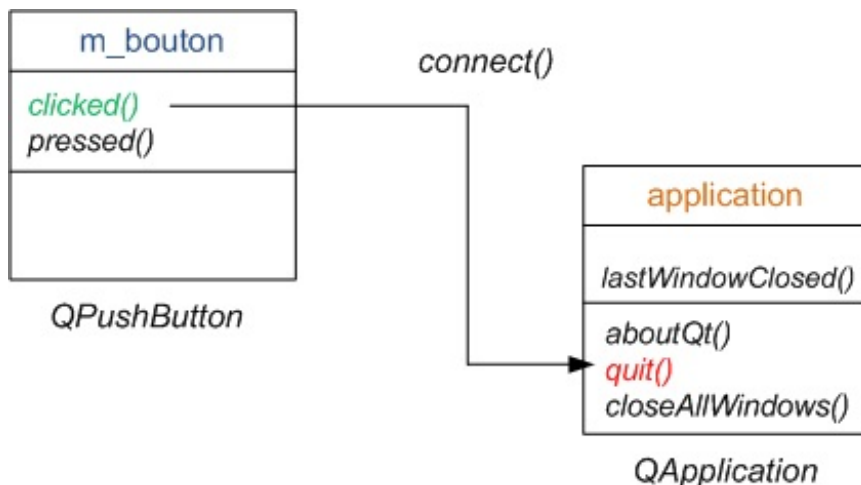 m_bouton
clicked()
pressed()
QPushButton
connect()
application
lastWindowClosed()
aboutQt()
quit()
closeAllWindows()
QApplication